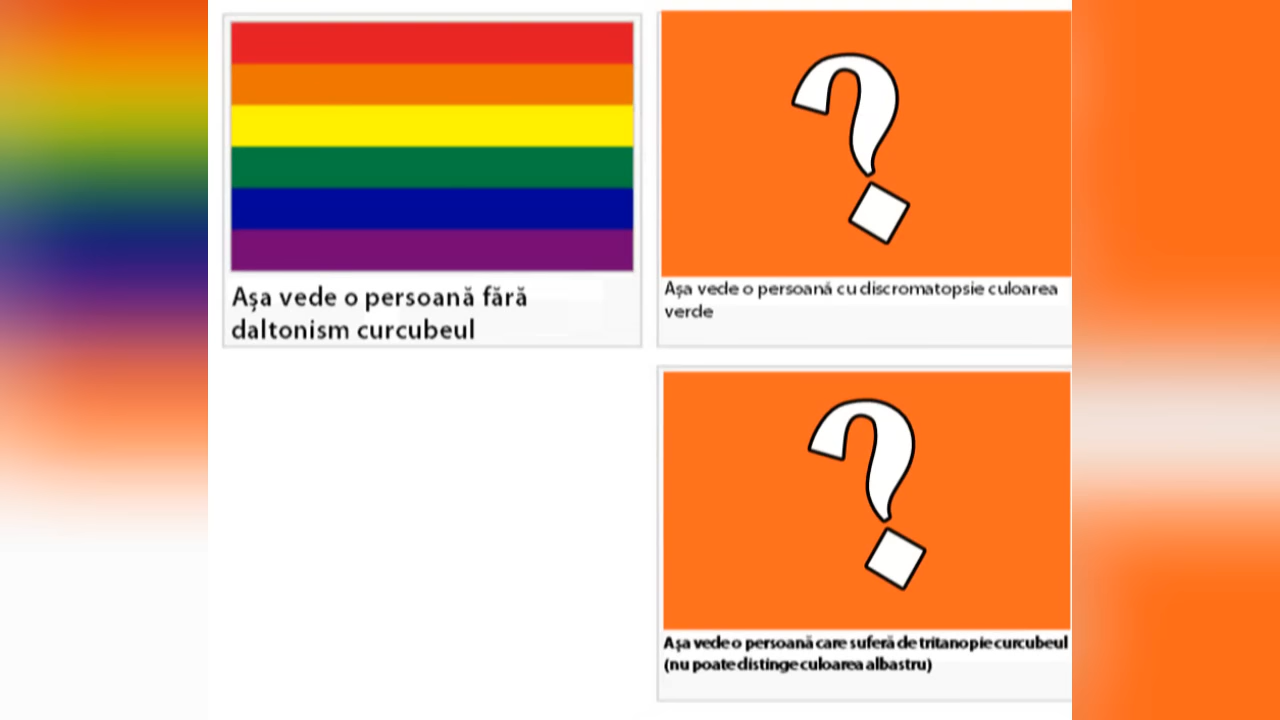 Așa vede o persoană fără
daltonism curcubeul
?
Așa vede o persoană cu discromatopsie culoarea
verde
?
Așa vede o persoană care suferă de tritanopie curcubeul
(nu poate distinge culoarea albastru)